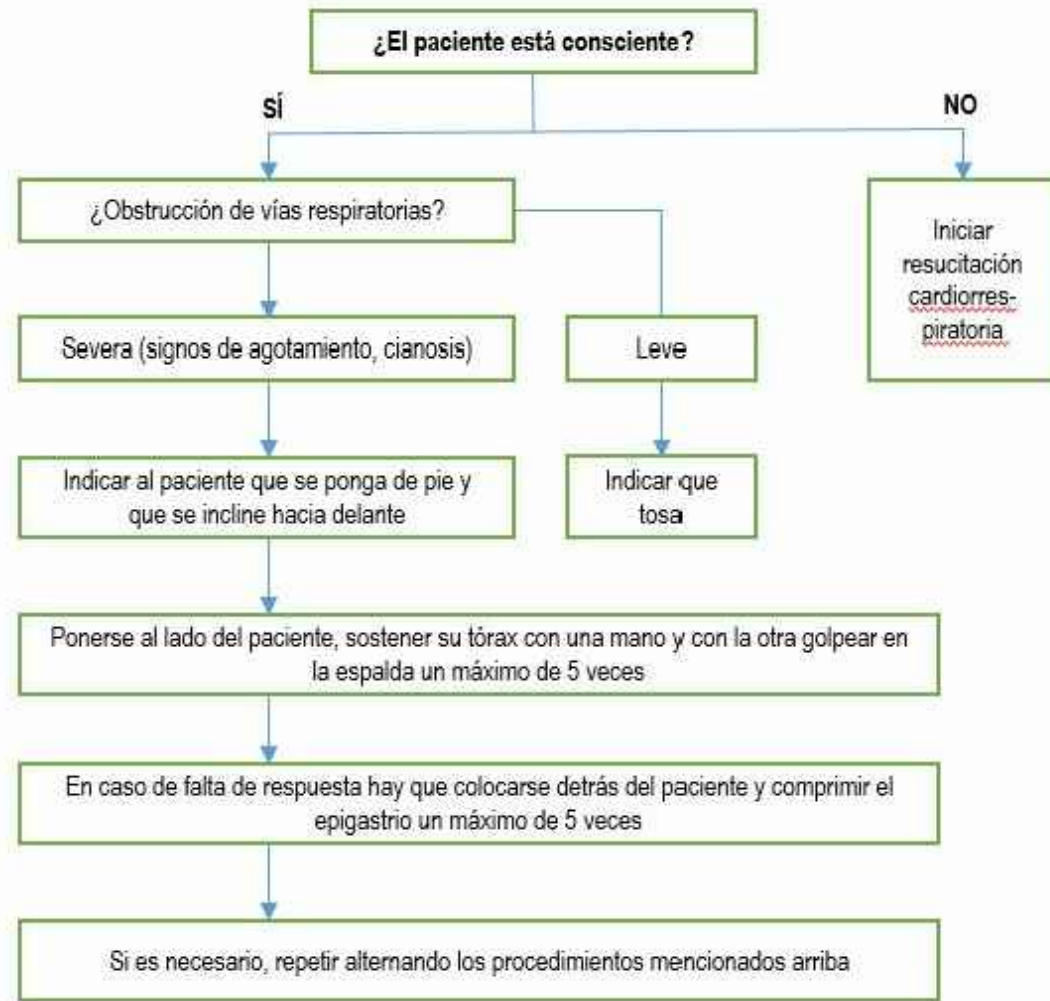 ¿El paciente está consciente?
SÍ
NO
¿Obstrucción de vías respiratorias?
Iniciar
resucitación
cardiorres-
piratoria
Severa (signos de agotamiento, cianosis)
Leve
Indicar al paciente que se ponga de pie y
que se incline hacia delante
Indicar que
tosa
Ponerse al lado del paciente, sostener su tórax con una mano y con la otra golpear en
la espalda un máximo de 5 veces
En caso de falta de respuesta hay que colocarse detrás del paciente y comprimir el
epigastrio un máximo de 5 veces
Si es necesario, repetir alternando los procedimientos mencionados arriba